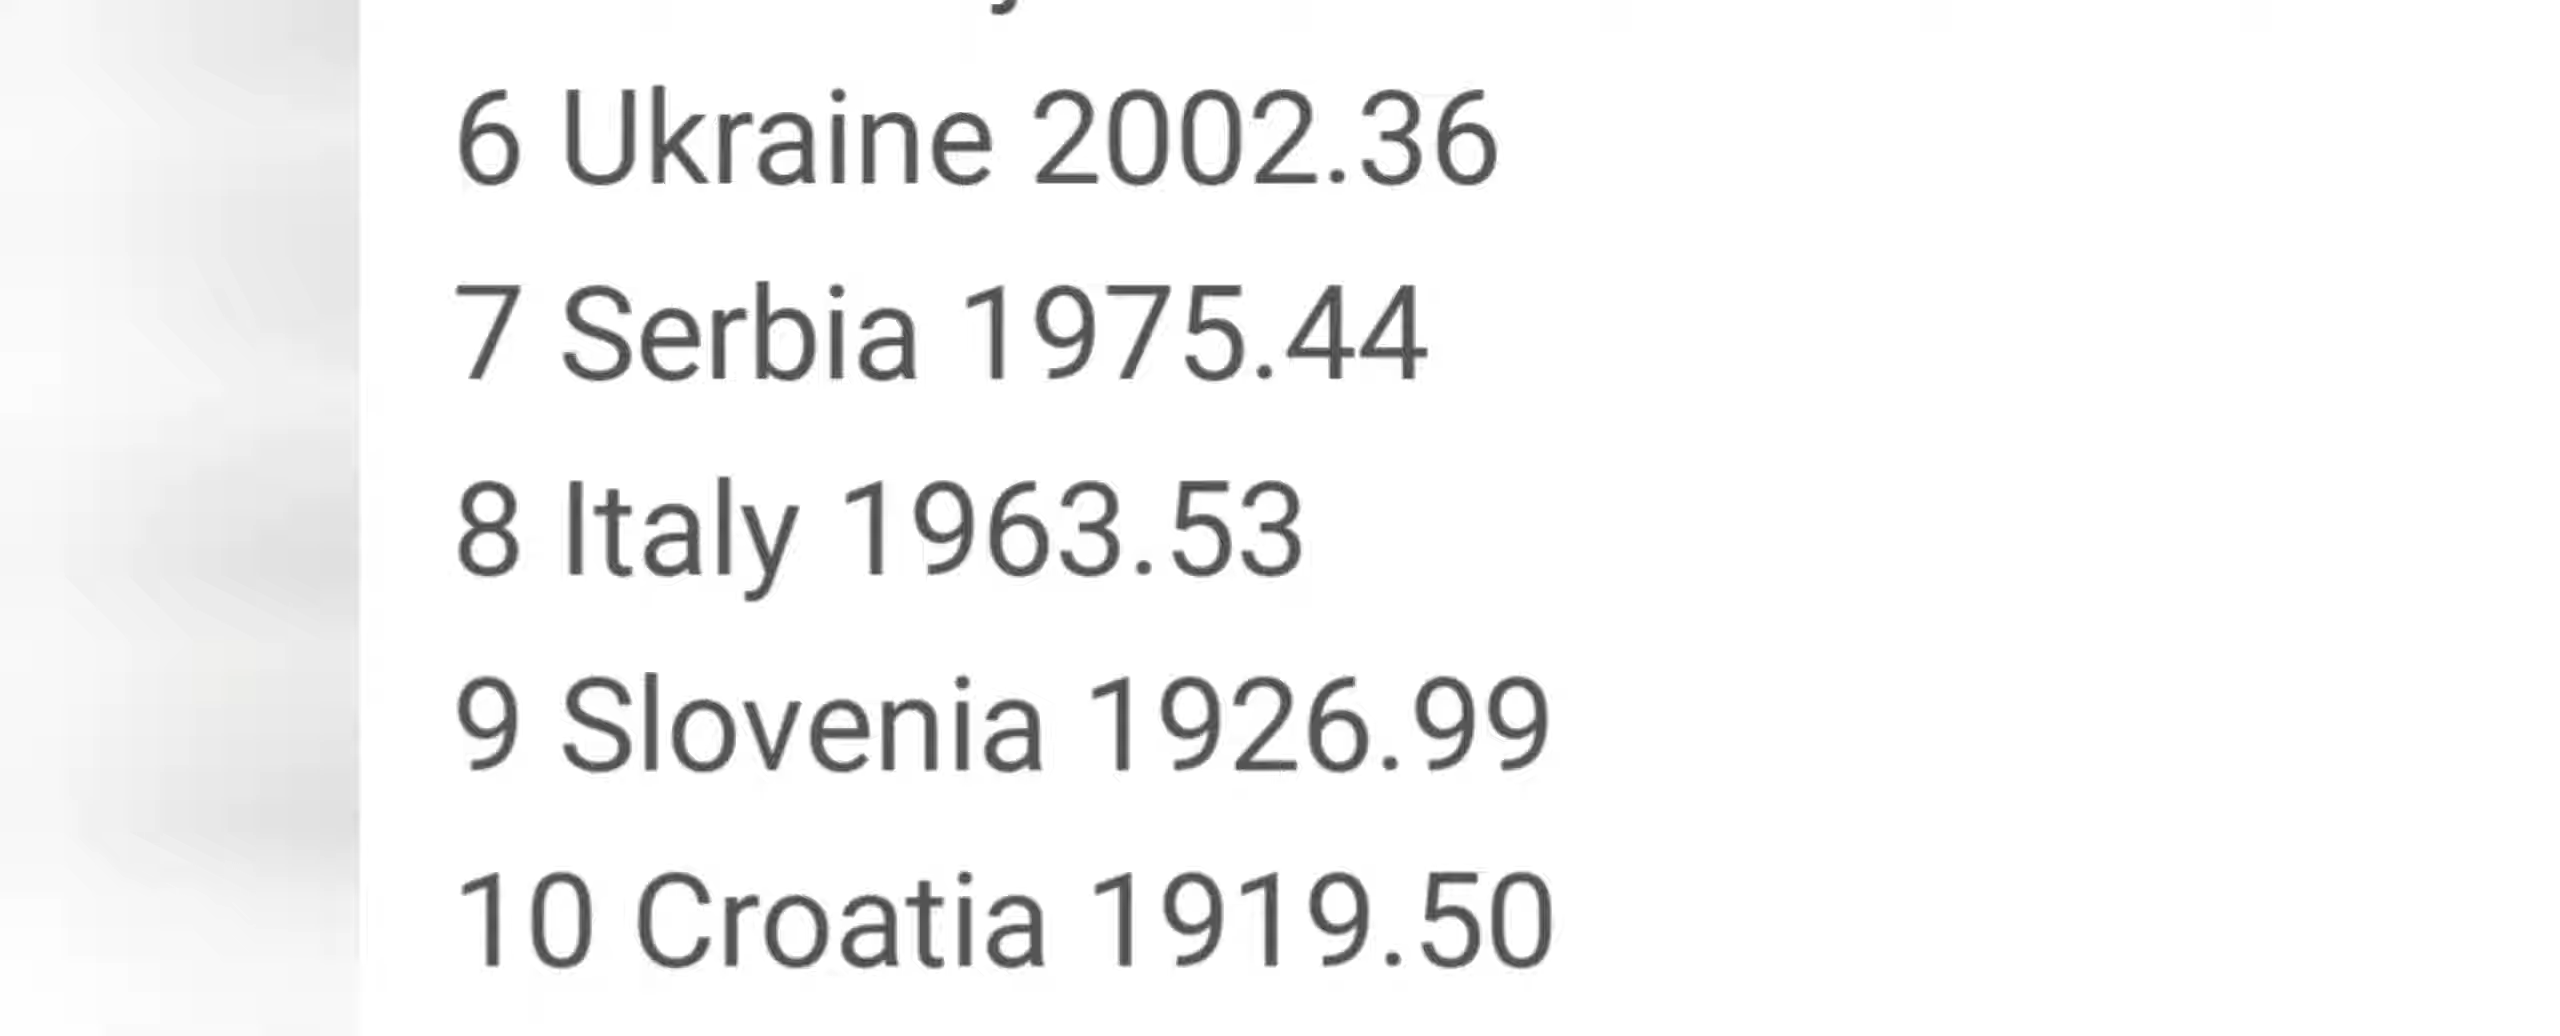 6 Ukraine 2002.36
7 Serbia 1975.44
8 Italy 1963.53
9 Slovenia 1926.99
10 Croatia 1919.50